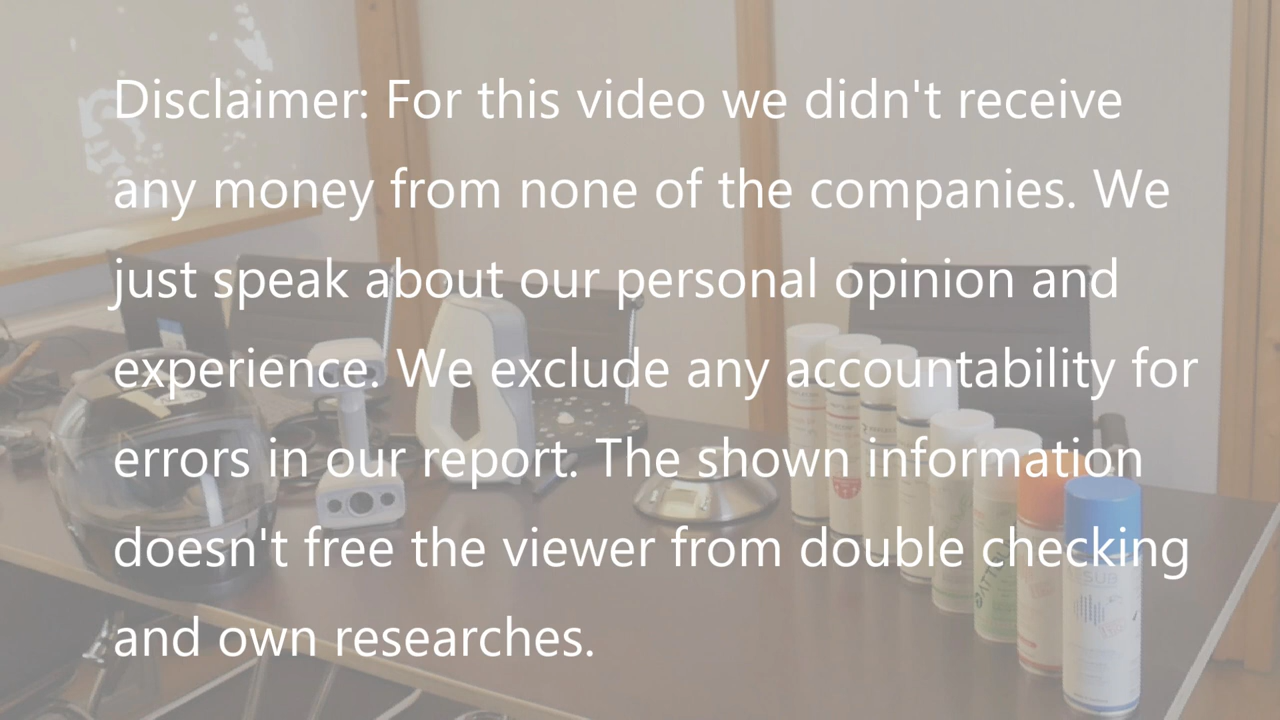 Disclaimer: For this video we didn't receive
any money from none of the companies. We
just speak about our personal opinion and
experience. We exclude any accountability for
errors in our report. The shown information
doesn't free the viewer from double checking
and own researches.
ATTBL
SUB